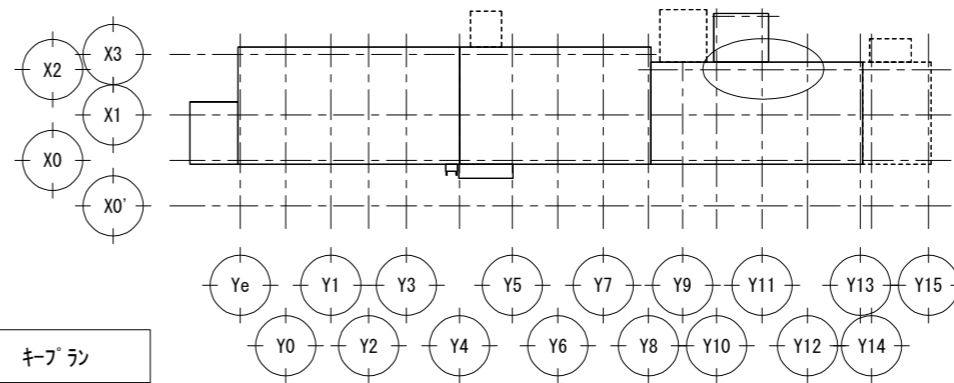 X3
X2
X1
X0
X0'
Ye Y1 Y3 Y5 Y7 Y9 Y11 Y13 Y15
Y0 Y2 Y4 Y6 Y8 Y10 Y12 Y14
キープラン